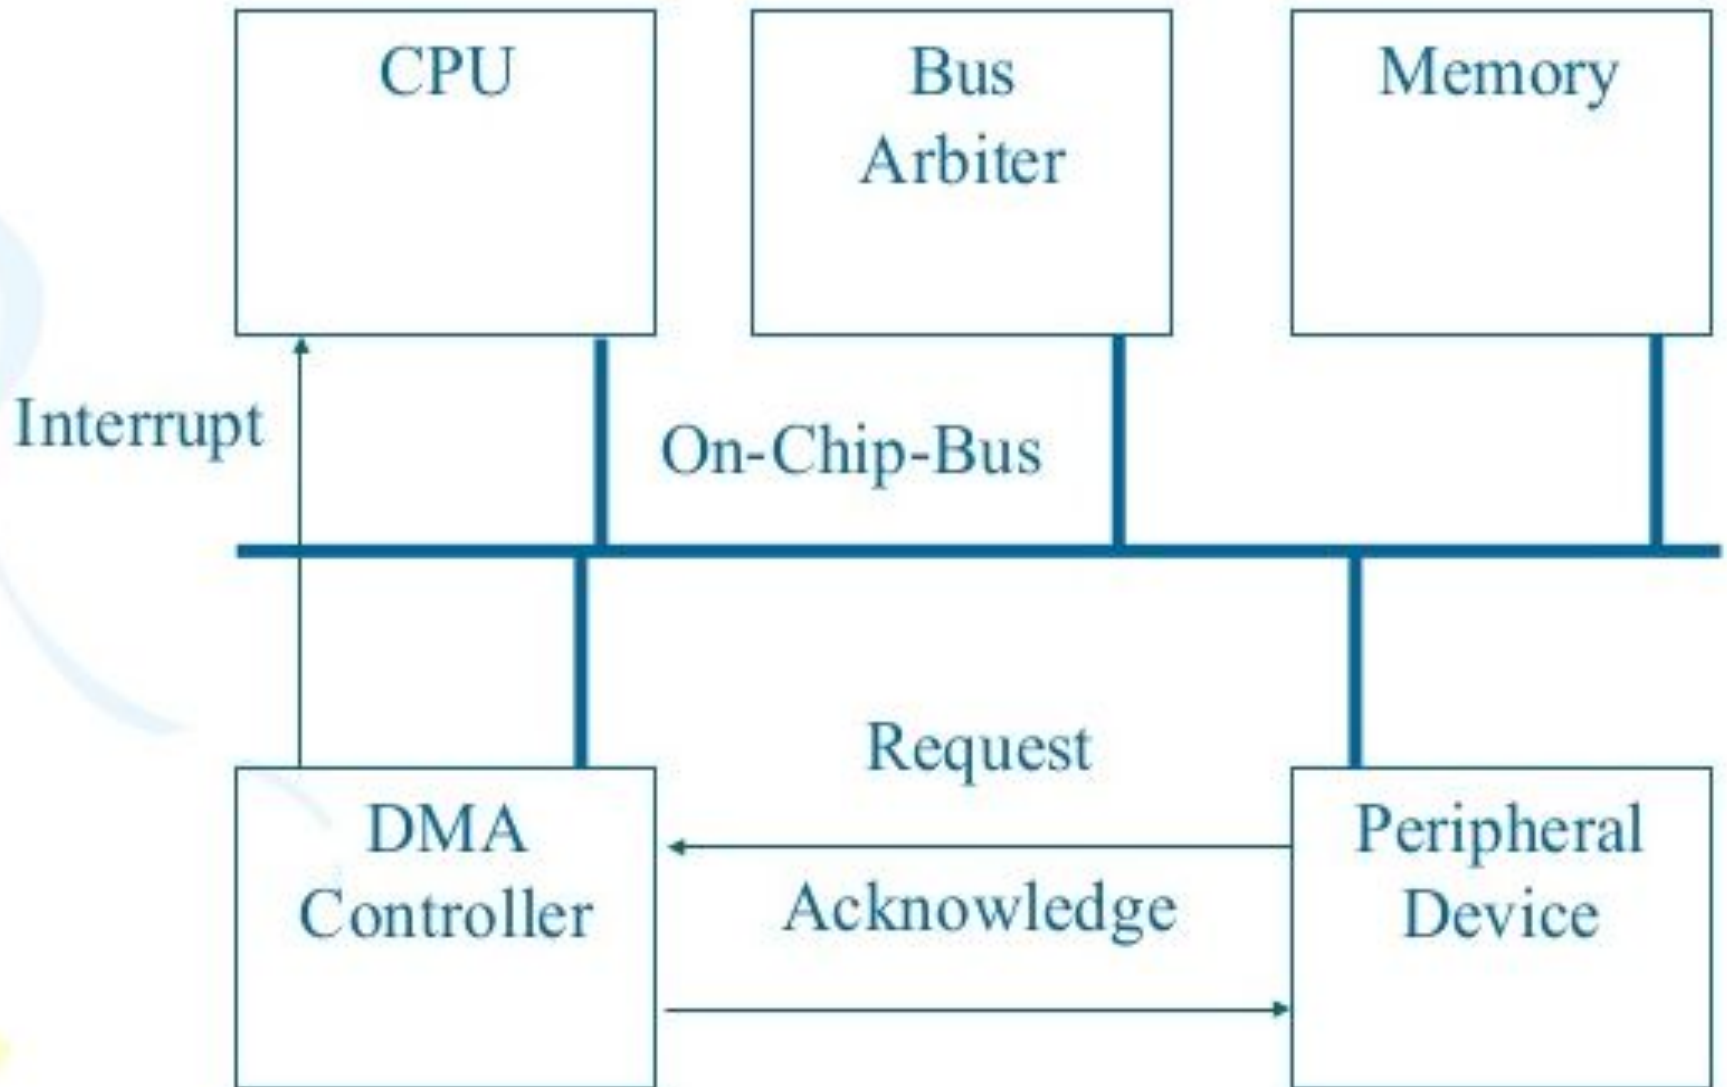 CPU
Bus
Arbiter
Memory
Interrupt
On-Chip-Bus
Request
DMA
Controller
Acknowledge
Peripheral
Device